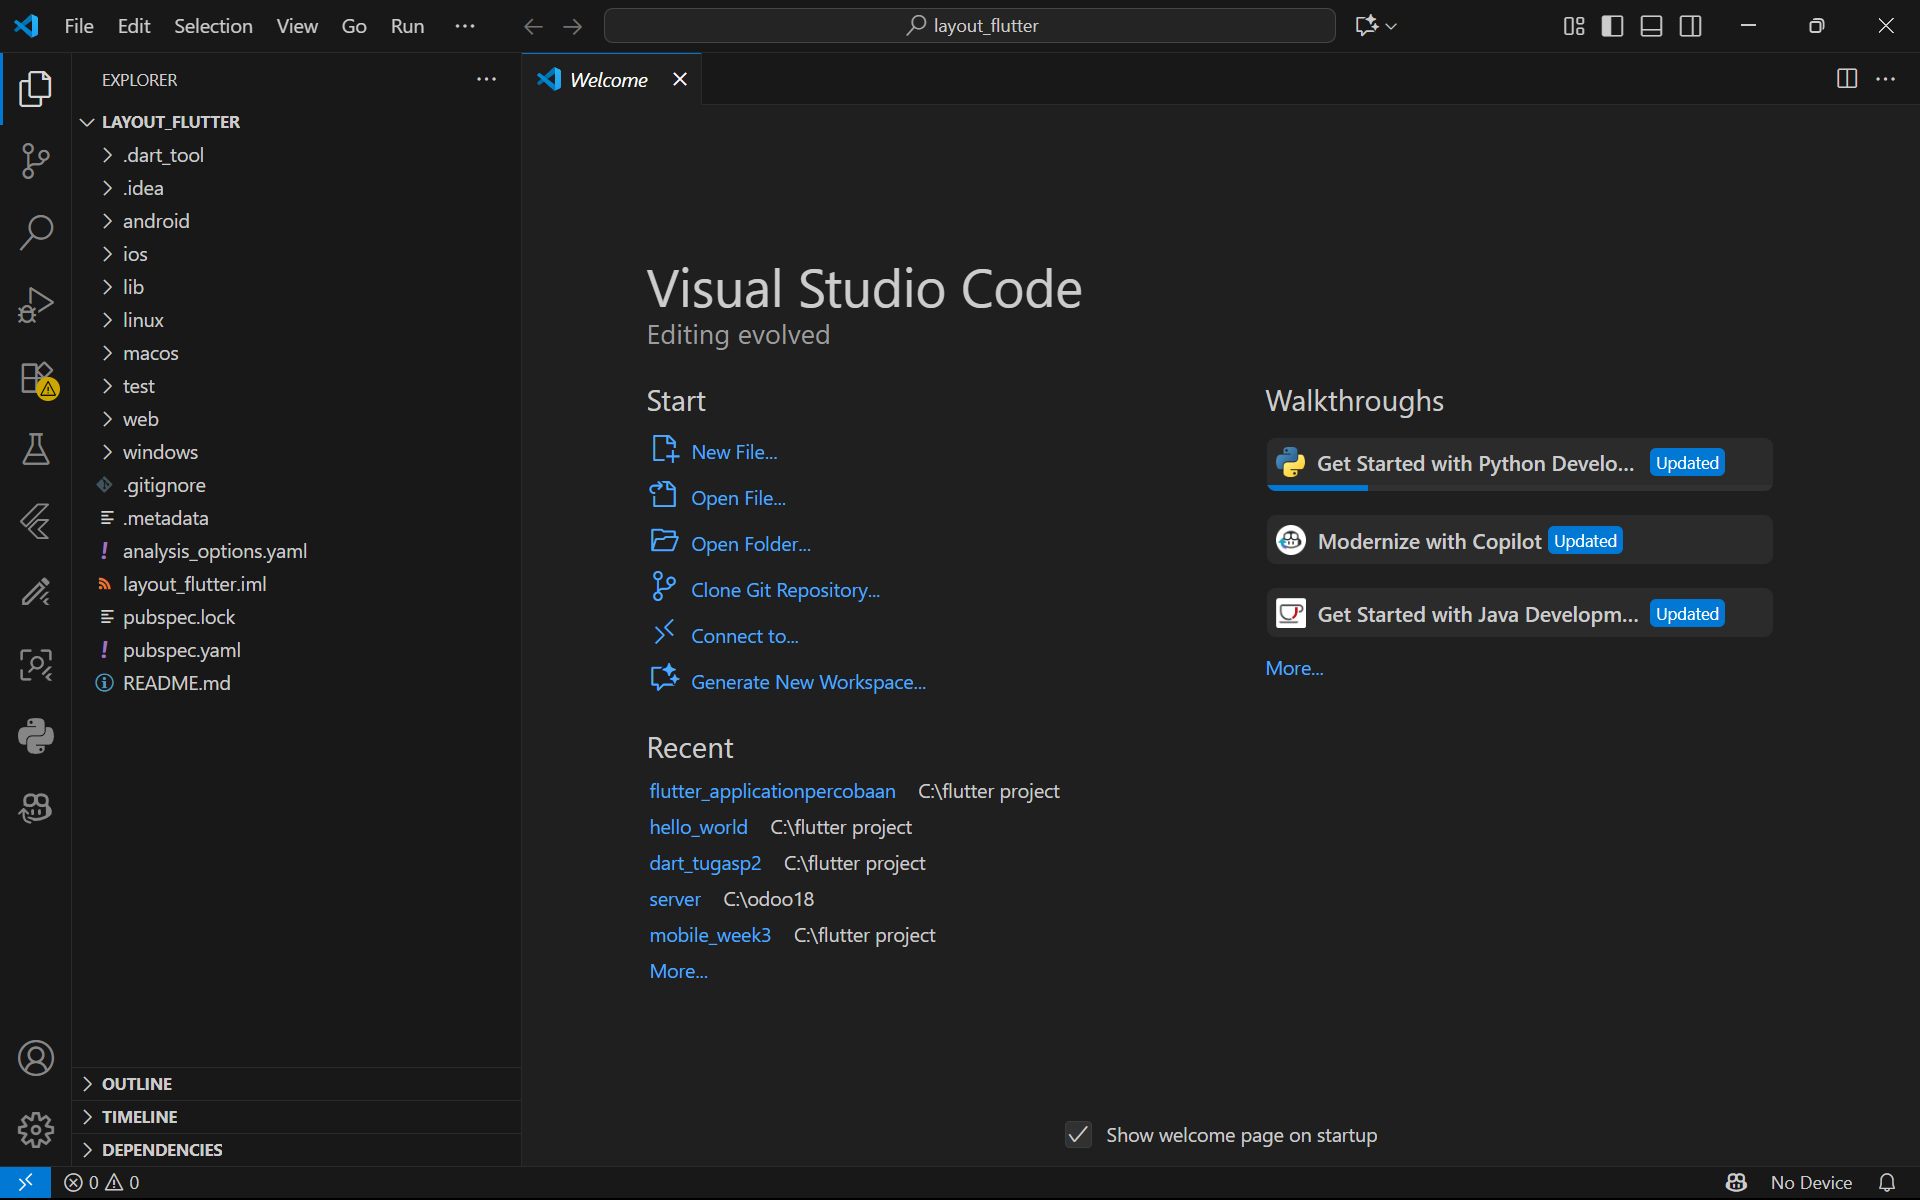 File Edit Selection View Go Run ··· layout_flutter
EXPLORER ···
Welcome
LAYOUT_FLUTTER
.dart_tool
.idea
android
ios
lib
linux
macos
test
web
windows
.gitignore
.metadata
! analysis_options.yaml
layout_flutter.iml
pubspec.lock
! pubspec.yaml
README.md
OUTLINE
TIMELINE
DEPENDENCIES
Visual Studio Code
Editing evolved
Start
New File...
Open File...
Open Folder...
Clone Git Repository...
Connect to...
Generate New Workspace...
Recent
flutter_applicationpercobaan C:\flutter project
hello_world C:\flutter project
dart_tugasp2 C:\flutter project
server C:\odoo18
mobile_week3 C:\flutter project
More...
Walkthroughs
Get Started with Python Develo... Updated
Modernize with Copilot Updated
Get Started with Java Developm... Updated
More...
Show welcome page on startup
0 0
No Device